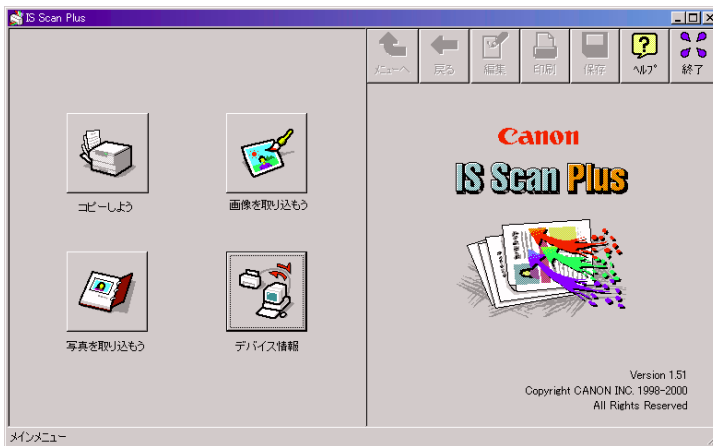 IS Scan Plus
メニューへ
戻る
編集
印刷
保存
ヘルプ
終了
Canon
IS Scan Plus
コピーしよう
画像を取り込もう
写真を取り込もう
デバイス情報
Version 1.51
Copyright CANON INC. 1998-2000
All Rights Reserved
メインメニュー